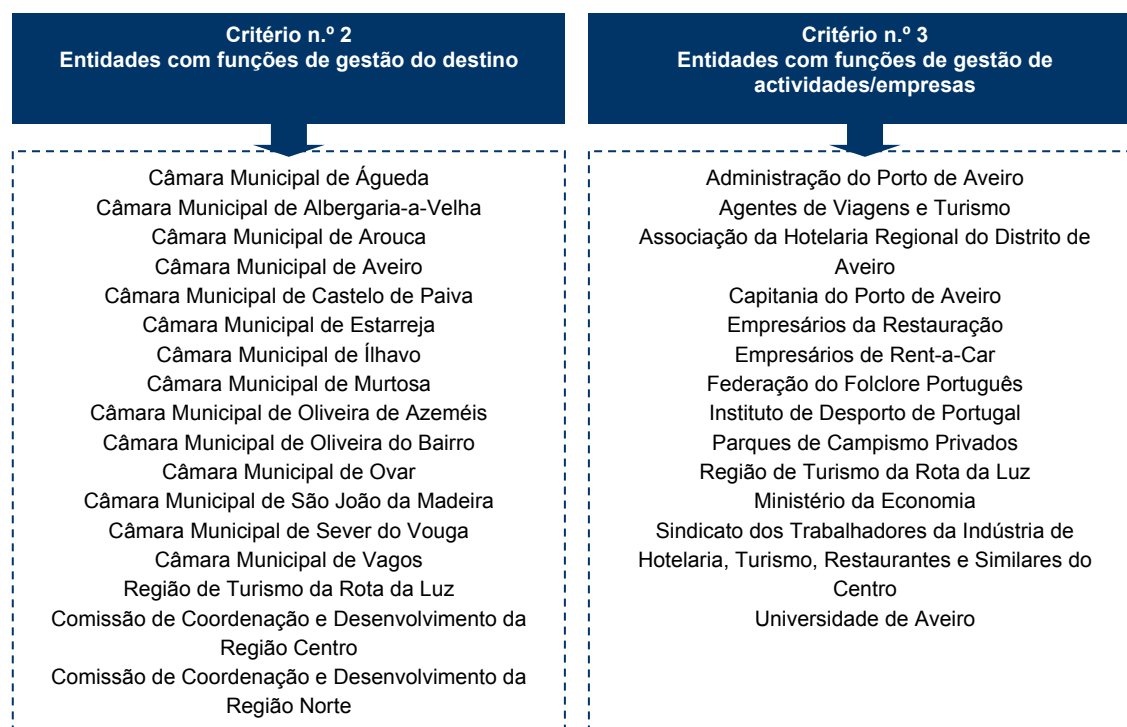 Critério n.º 2
Entidades com funções de gestão do destino
Câmara Municipal de Águeda
Câmara Municipal de Albergaria-a-Velha
Câmara Municipal de Arouca
Câmara Municipal de Aveiro
Câmara Municipal de Castelo de Paiva
Câmara Municipal de Estarreja
Câmara Municipal de Ílhavo
Câmara Municipal de Murtosa
Câmara Municipal de Oliveira de Azeméis
Câmara Municipal de Oliveira do Bairro
Câmara Municipal de Ovar
Câmara Municipal de São João da Madeira
Câmara Municipal de Sever do Vouga
Câmara Municipal de Vagos
Região de Turismo da Rota da Luz
Comissão de Coordenação e Desenvolvimento da
Região Centro
Comissão de Coordenação e Desenvolvimento da
Região Norte
Critério n.º 3
Entidades com funções de gestão de
actividades/empresas
Administração do Porto de Aveiro
Agentes de Viagens e Turismo
Associação da Hotelaria Regional do Distrito de
Aveiro
Capitania do Porto de Aveiro
Empresários da Restauração
Empresários de Rent-a-Car
Federação do Folclore Português
Instituto de Desporto de Portugal
Parques de Campismo Privados
Região de Turismo da Rota da Luz
Ministério da Economia
Sindicato dos Trabalhadores da Indústria de
Hotelaria, Turismo, Restaurantes e Similares do
Centro
Universidade de Aveiro